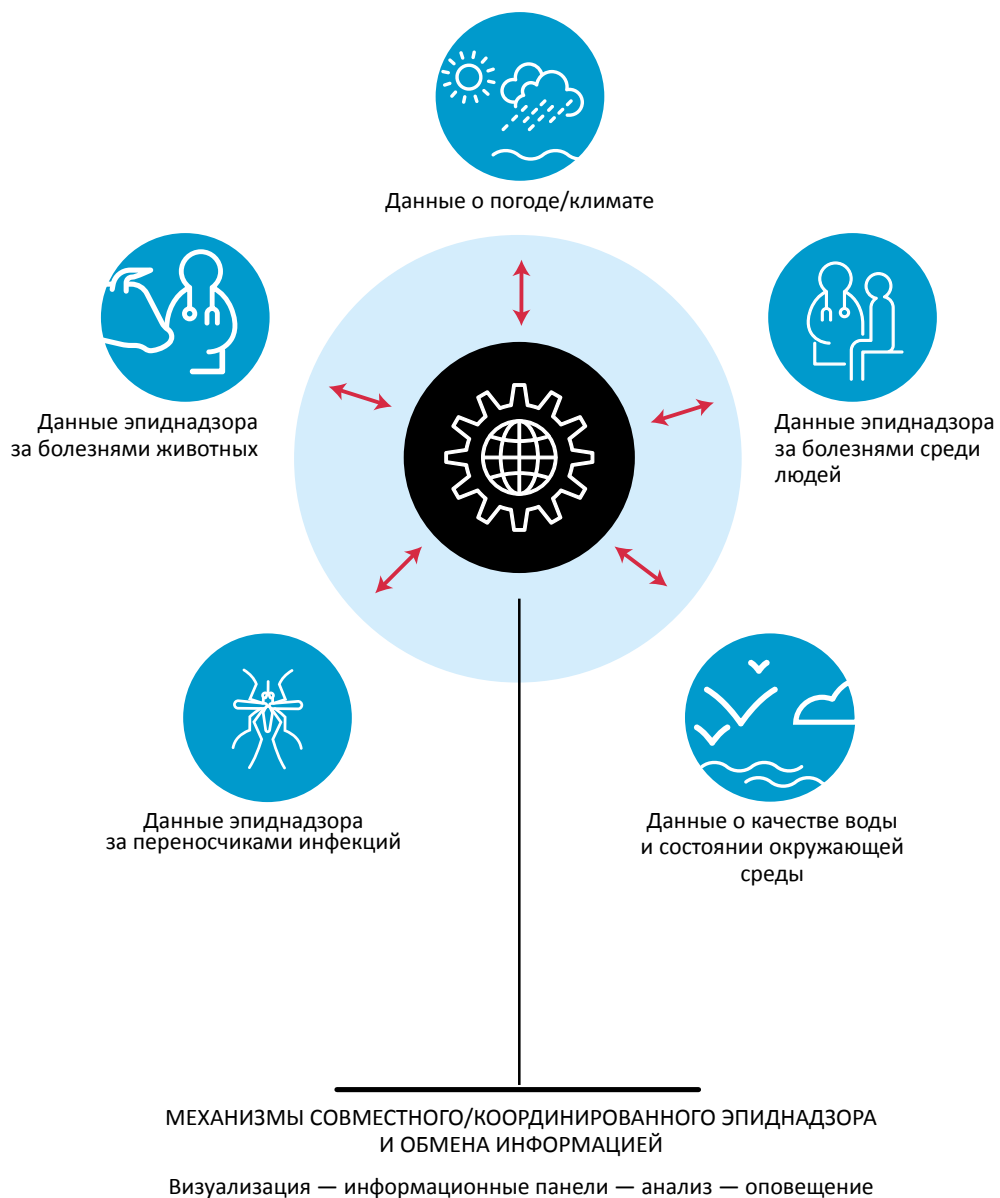 Данные о погоде/климате
Данные эпиднадзора
за болезнями животных
Данные эпиднадзора
за болезнями среди
людей
Данные эпиднадзора
за переносчиками инфекций
Данные о качестве воды
и состоянии окружающей
среды
МЕХАНИЗМЫ СОВМЕСТНОГО/КООРДИНИРОВАННОГО ЭПИДНАДЗОРА
И ОБМЕНА ИНФОРМАЦИЕЙ
Визуализация — информационные панели — анализ — оповещение